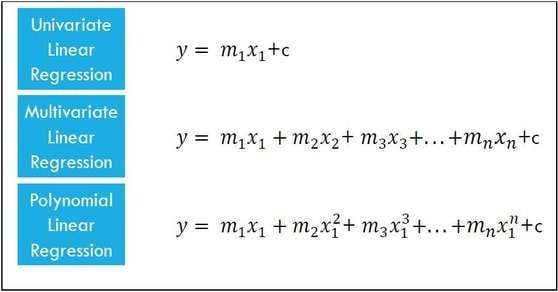 Univariate
Linear
Regression
y = m₁x₁+c
Multivariate
Linear
Regression
y = m₁x₁ + m₂x₂+ m₃x₃+...+mₙxₙ+c
Polynomial
Linear
Regression
y = m₁x₁ + m₂x₁²+ m₃x₁³+...+mₙx₁ⁿ+c